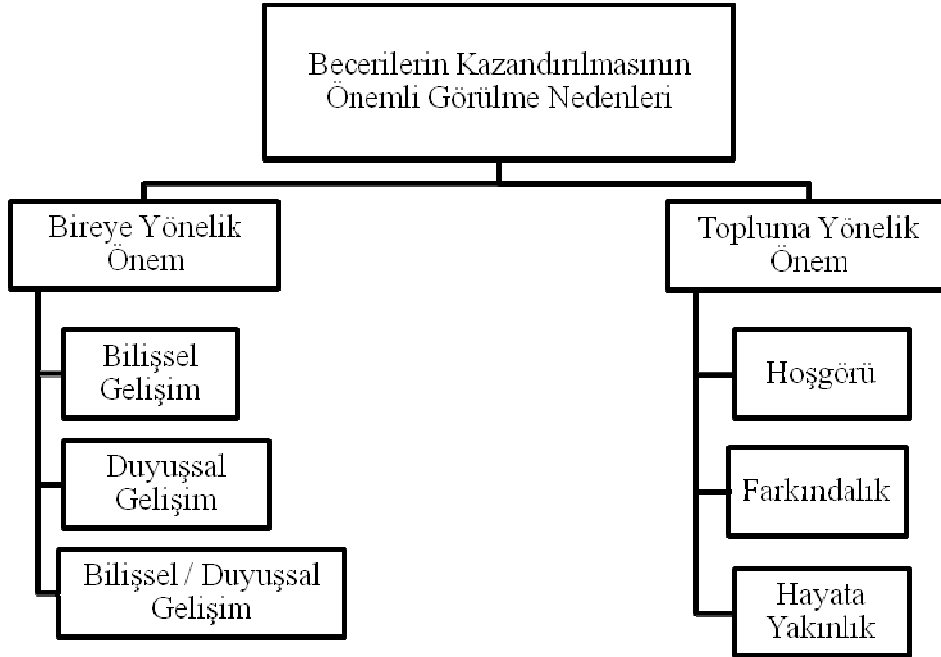 Becerilerin Kazandırılmasının
Önemli Görülme Nedenleri
Bireye Yönelik
Önem
Bilişsel
Gelişim
Duyuşsal
Gelişim
Bilişsel / Duyuşsal
Gelişim
Topluma Yönelik
Önem
Hoşgörü
Farkındalık
Hayata
Yakınlık